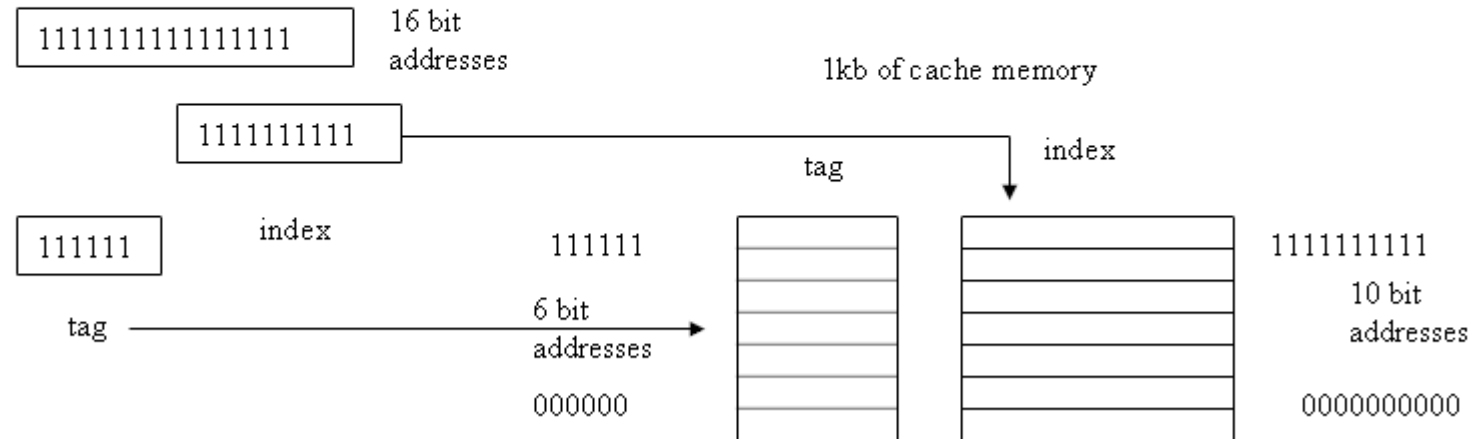 1111111111111111
16 bit
addresses
1kb of cache memory
1111111111
index
tag
111111
index
111111
1111111111
10 bit
addresses
6 bit
addresses
tag
000000
0000000000